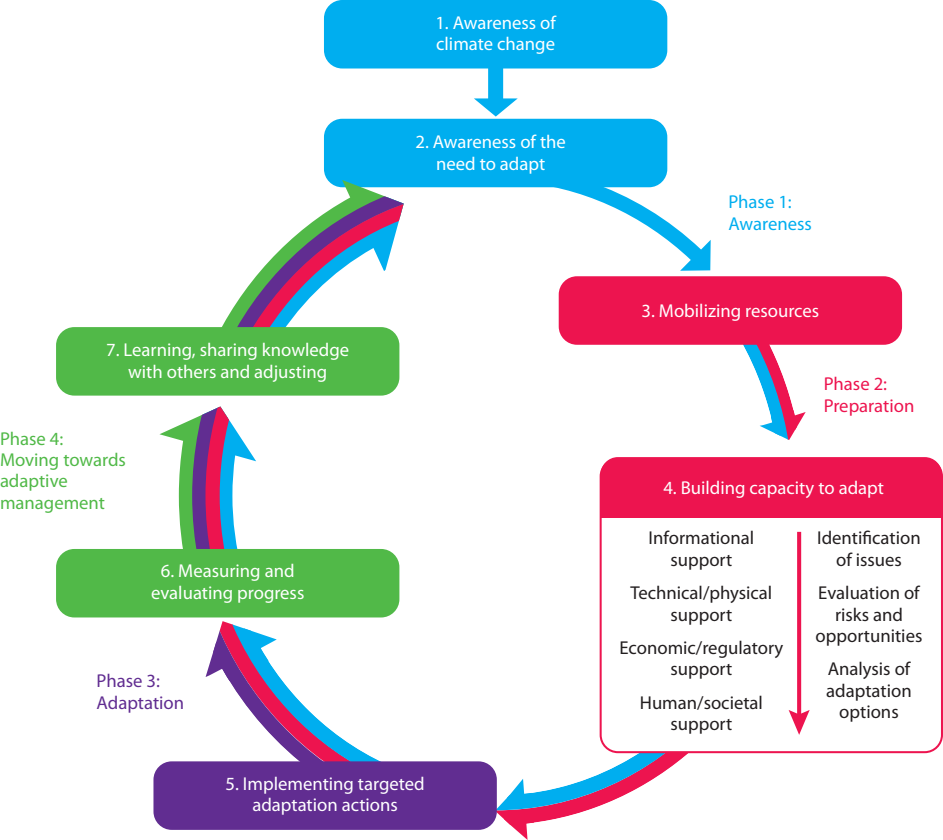 1. Awareness of
climate change
2. Awareness of the
need to adapt
Phase 1:
Awareness
3. Mobilizing resources
Phase 2:
Preparation
4. Building capacity to adapt
Informational
support
Technical/physical
support
Economic/regulatory
support
Human/societal
support
Identification
of issues
Evaluation of
risks and
opportunities
Analysis of
adaptation
options
5. Implementing targeted
adaptation actions
Phase 3:
Adaptation
6. Measuring and
evaluating progress
Phase 4:
Moving towards
adaptive
management
7. Learning, sharing knowledge
with others and adjusting